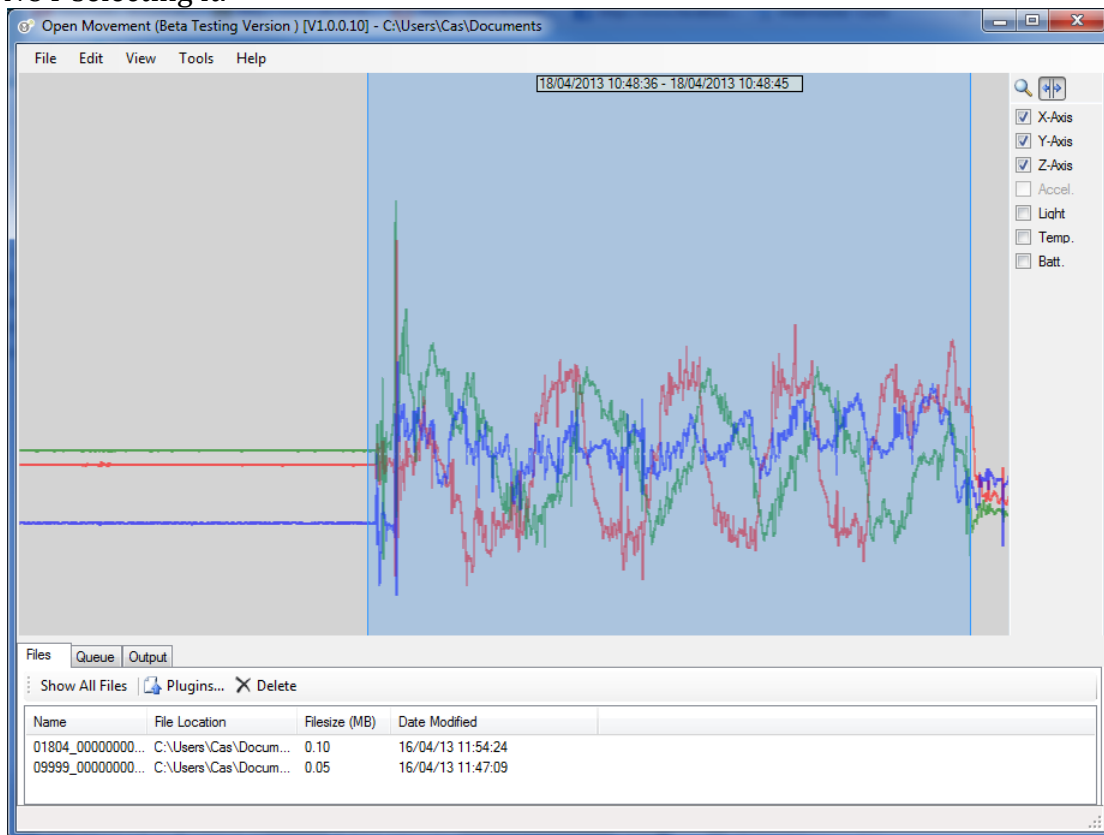 Open Movement (Beta Testing Version ) [V1.0.0.10] - C:\Users\Cas\Documents
File Edit View Tools Help
18/04/2013 10:48:36 - 18/04/2013 10:48:45
X-Axis
Y-Axis
Z-Axis
Accel.
Light
Temp.
Batt.
Files Queue Output
Show All Files Plugins... Delete
Name File Location Filesize (MB) Date Modified
01804_00000000... C:\Users\Cas\Docum... 0.10 16/04/13 11:54:24
09999_00000000... C:\Users\Cas\Docum... 0.05 16/04/13 11:47:09